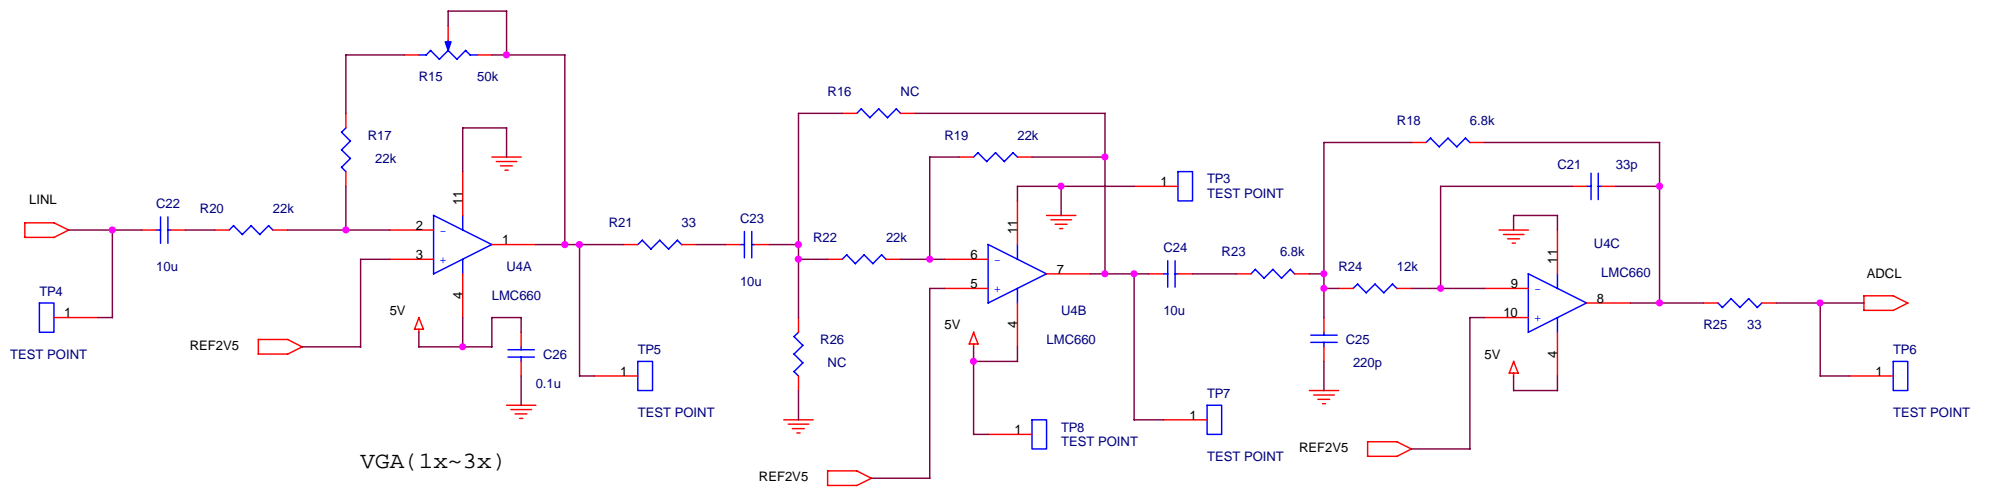 R15 50k
R16 NC
R18 6.8k
R17
22k
R19 22k
C21 33p
11
TP3
TEST POINT
1
LINL
C22
R20 22k
2
3
1
U4A
LMC660
10u
R21 33
C23
10u
R22 22k
11
6
5
7
U4B
LMC660
C24
10u
R23 6.8k
R24 12k
11
U4C
LMC660
9
10
8
ADCL
R25 33
TP4
1
TEST POINT
4
5V
REF2V5
C26
0.1u
TP5
1
TEST POINT
R26
NC
5V
4
C25
220p
5V
4
TP6
1
TEST POINT
TP7
1
TEST POINT
TP8
1
TEST POINT
REF2V5
REF2V5
VGA(1x~3x)